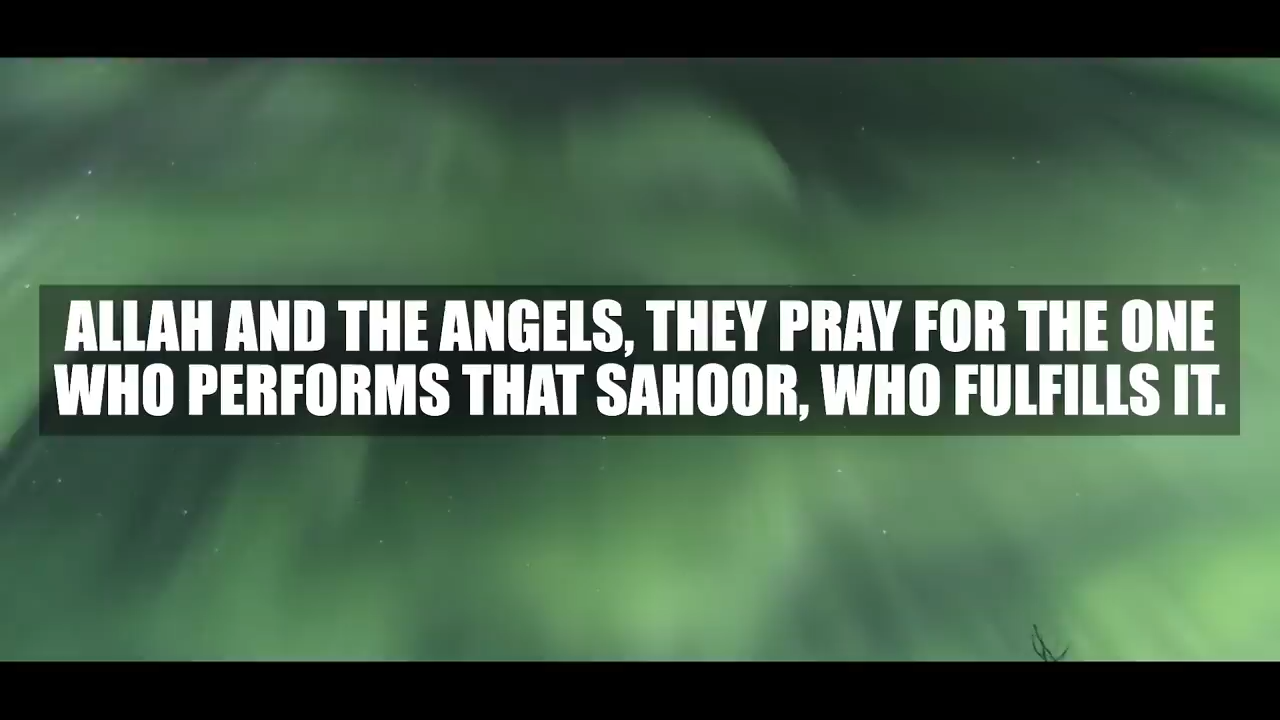 ALLAH AND THE ANGELS, THEY PRAY FOR THE ONE
WHO PERFORMS THAT SAHOOR, WHO FULFILLS IT.